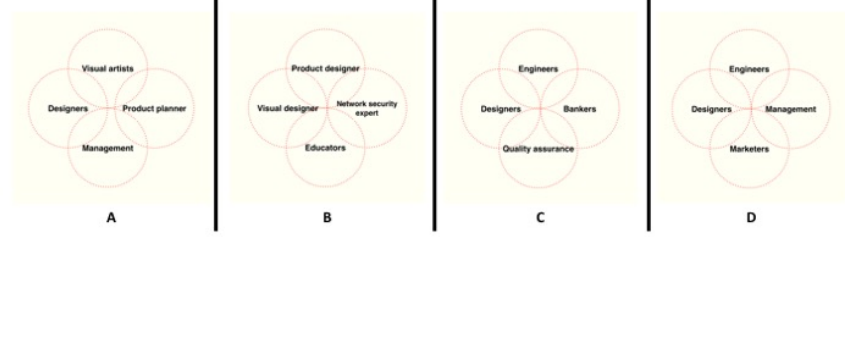 Visual artists
Designers
Product planner
Management
A
Product designer
Visual designer
Network security
expert
Educators
B
Engineers
Designers
Bankers
Quality assurance
C
Engineers
Designers
Management
Marketers
D